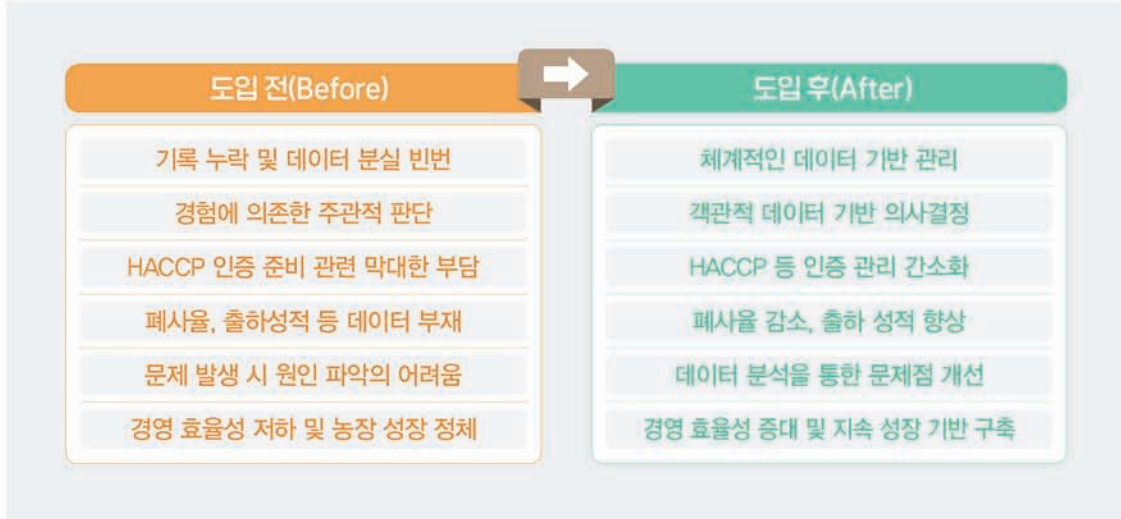 도입 전(Before)
기록 누락 및 데이터 분실 빈번
경험에 의존한 주관적 판단
HACCP 인증 준비 관련 막대한 부담
폐사율, 출하성적 등 데이터 부재
문제 발생 시 원인 파악의 어려움
경영 효율성 저하 및 농장 성장 정체
도입 후(After)
체계적인 데이터 기반 관리
객관적 데이터 기반 의사결정
HACCP 등 인증 관리 간소화
폐사율 감소, 출하 성적 향상
데이터 분석을 통한 문제점 개선
경영 효율성 증대 및 지속 성장 기반 구축